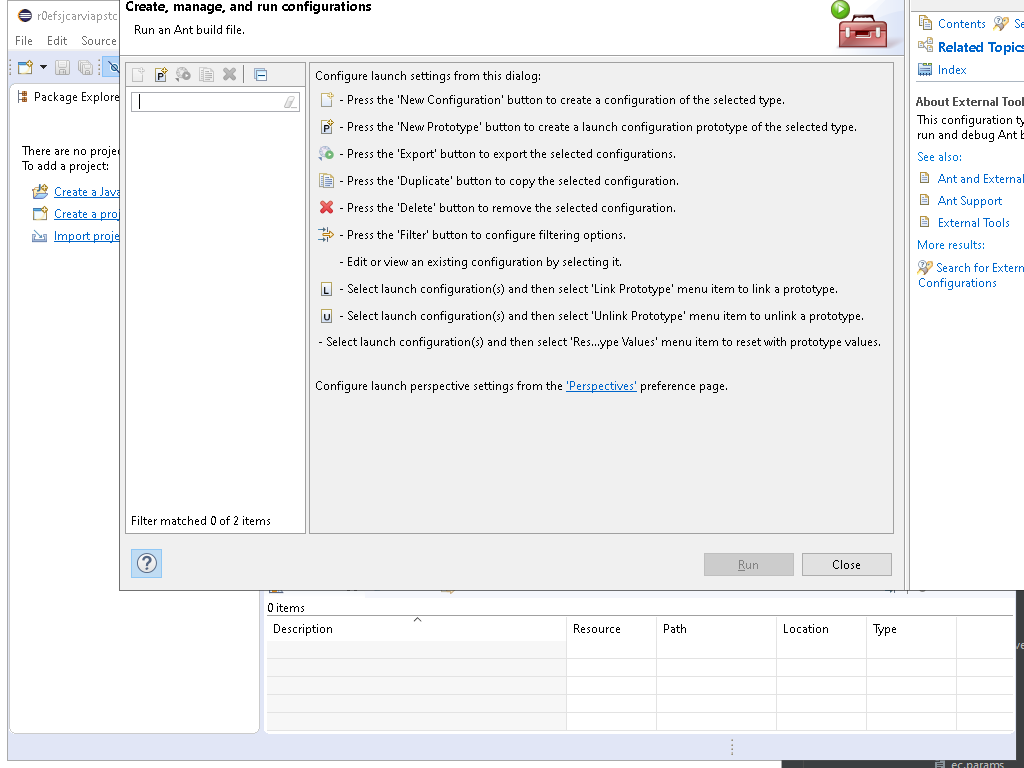 Create, manage, and run configurations
Run an Ant build file.
r0efsjcarviapstc
File Edit Source
Package Explore
There are no
To add a project:
Create a Java
Create a
Import
Filter matched 0 of 2 items
Configure launch settings from this dialog:
- Press the 'New Configuration' button to create a configuration of the selected type.
P - Press the 'New Prototype' button to create a launch configuration prototype of the selected type.
- Press the 'Export' button to export the selected configurations.
- Press the 'Duplicate' button to copy the selected configuration.
- Press the 'Delete' button to remove the selected configuration.
- Press the 'Filter' button to configure filtering options.
- Edit or view an existing configuration by selecting it.
L - Select launch configuration(s) and then select 'Link Prototype' menu item to link a prototype.
U - Select launch configuration(s) and then select 'Unlink Prototype' menu item to unlink a prototype.
- Select launch configuration(s) and then select 'Res...ype Values' menu item to reset with prototype values.
Configure launch perspective settings from the 'Perspectives' preference page.
?
Run
Close
Contents
Related Topics
Index
About External
This configuration
run and debug Ant
See also:
Ant and External
Ant Support
External Tools
More results:
Search for
Configurations
0 items
Description Resource Path Location Type
ec.params